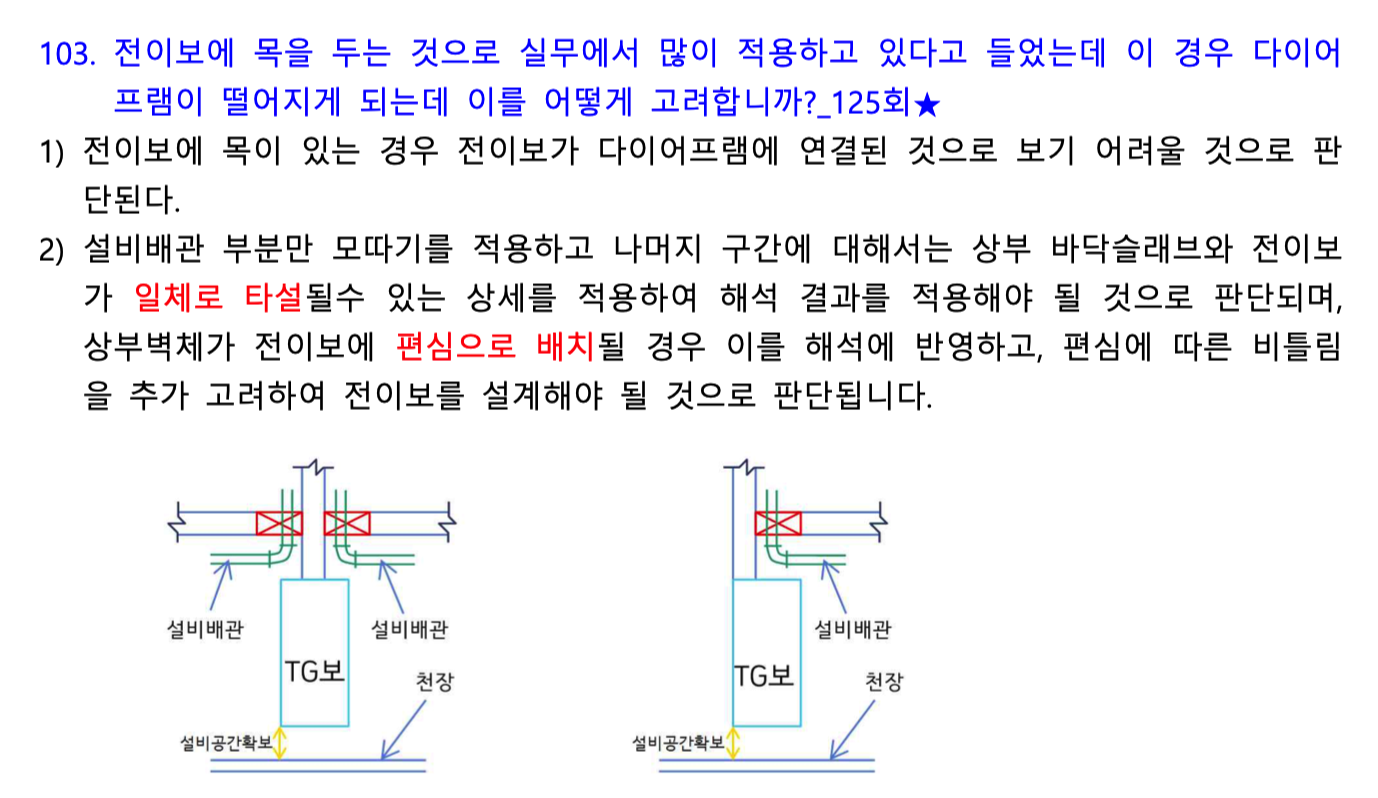 103. 전이보에 목을 두는 것으로 실무에서 많이 적용하고 있다고 들었는데 이 경우 다이어
프램이 떨어지게 되는데 이를 어떻게 고려합니까?_125회★
1) 전이보에 목이 있는 경우 전이보가 다이어프램에 연결된 것으로 보기 어려울 것으로 판
단된다.
2) 설비배관 부분만 모따기를 적용하고 나머지 구간에 대해서는 상부 바닥슬래브와 전이보
가 일체로 타설될수 있는 상세를 적용하여 해석 결과를 적용해야 될 것으로 판단되며,
상부벽체가 전이보에 편심으로 배치될 경우 이를 해석에 반영하고, 편심에 따른 비틀림
을 추가 고려하여 전이보를 설계해야 될 것으로 판단됩니다.
설비배관
설비배관
TG보
천장
설비공간확보
설비배관
TG보
천장
설비공간확보